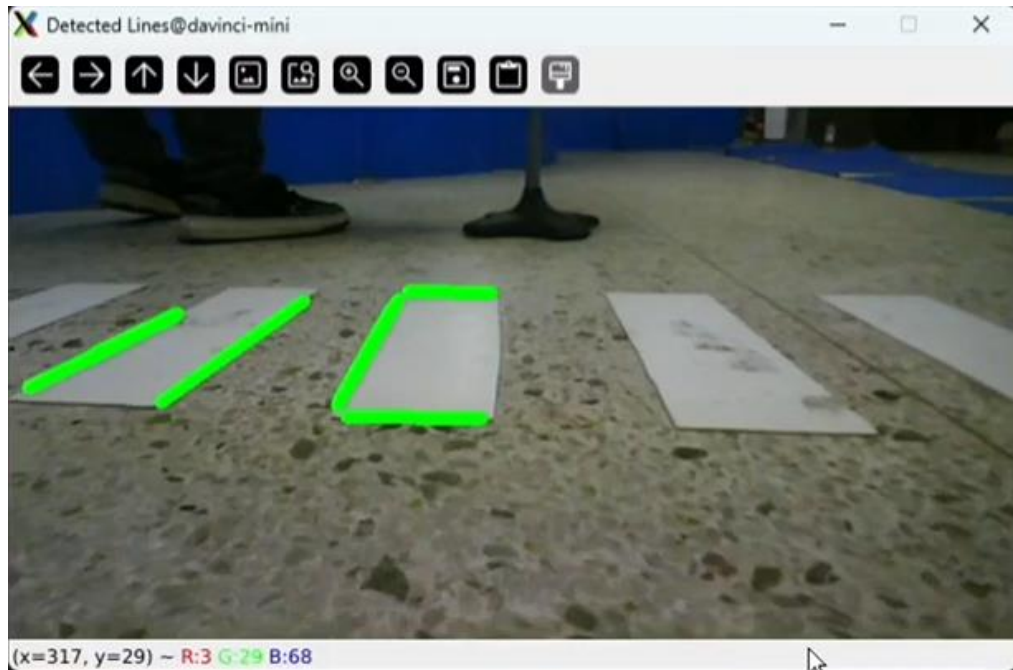 Detected Lines@davinci-mini
(x=317, y=29) ~ R:3 G:29 B:68